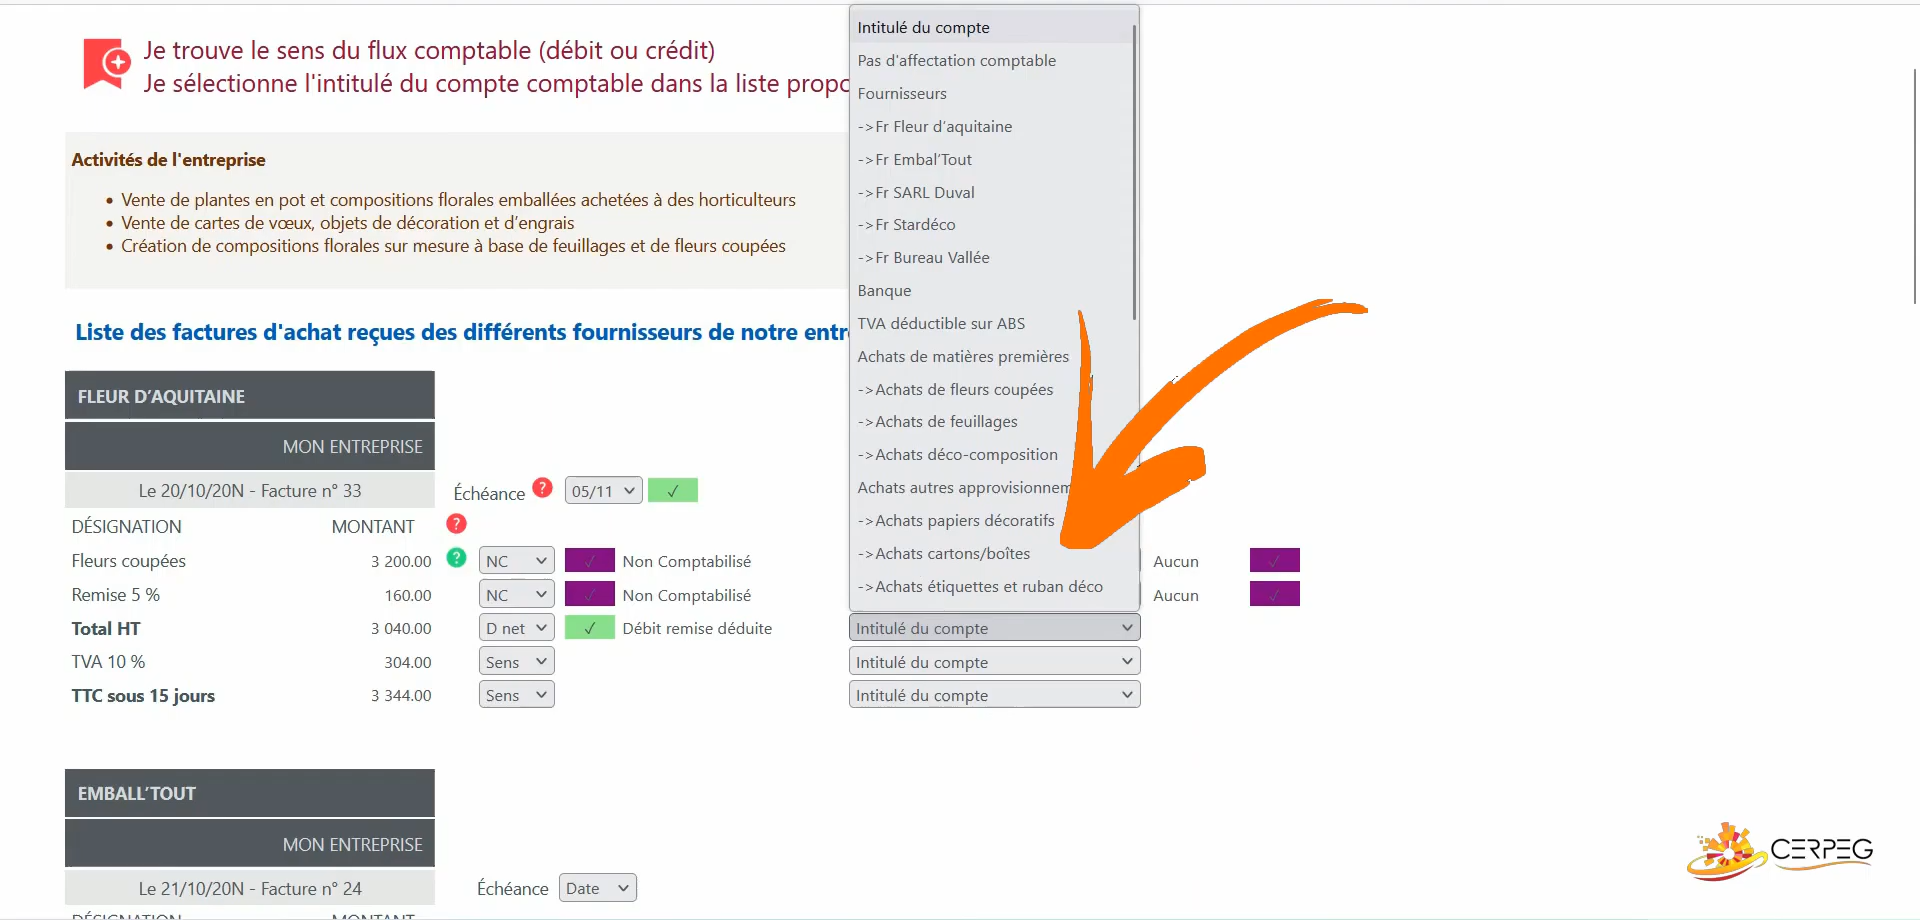 Je trouve le sens du flux comptable (débit ou crédit)
Je sélectionne l'intitulé du compte comptable dans la liste propo
Activités de l'entreprise
• Vente de plantes en pot et compositions florales emballées achetées à des horticulteurs
• Vente de cartes de vœux, objets de décoration et d’engrais
• Création de compositions florales sur mesure à base de feuillages et de fleurs coupées
Liste des factures d'achat reçues des différents fournisseurs de notre entr
Intitulé du compte
Pas d'affectation comptable
Fournisseurs
->Fr Fleur d’aquitaine
->Fr Embal’Tout
->Fr SARL Duval
->Fr Stardéco
->Fr Bureau Vallée
Banque
TVA déductible sur ABS
Achats de matières premières
->Achats de fleurs coupées
->Achats de feuillages
->Achats déco-composition
Achats autres approvisionnem
->Achats papiers décoratifs
->Achats cartons/boîtes
->Achats étiquettes et ruban déco
FLEUR D’AQUITAINE
MON ENTREPRISE
Le 20/10/20N - Facture n° 33 Échéance ? 05/11 ✓
DÉSIGNATION MONTANT ?
Fleurs coupées 3 200.00 ? NC ✓ Non Comptabilisé Aucun ✓
Remise 5 % 160.00 NC ✓ Non Comptabilisé Aucun ✓
Total HT 3 040.00 D net ✓ Débit remise déduite Intitulé du compte
TVA 10 % 304.00 Sens Intitulé du compte
TTC sous 15 jours 3 344.00 Sens Intitulé du compte
EMBALL’TOUT
MON ENTREPRISE
Le 21/10/20N - Facture n° 24 Échéance Date
DÉSIGNATION MONTANT
CERPEG